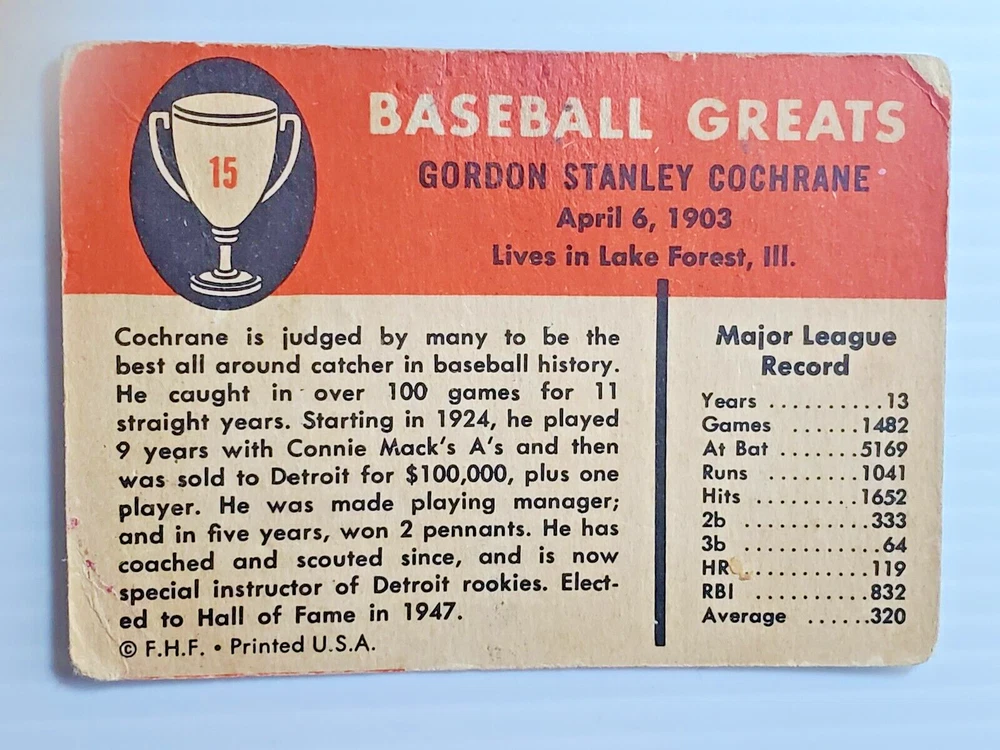 15
BASEBALL GREATS
GORDON STANLEY COCHRANE
April 6, 1903
Lives in Lake Forest, Ill.
Cochrane is judged by many to be the
best all around catcher in baseball history.
He caught in over 100 games for 11
straight years. Starting in 1924, he played
9 years with Connie Mack's A's and then
was sold to Detroit for $100,000, plus one
player. He was made playing manager;
and in five years, won 2 pennants. He has
coached and scouted since, and is now
special instructor of Detroit rookies. Elect-
ed to Hall of Fame in 1947.
© F.H.F. • Printed U.S.A.
Major League
Record
Years ..........13
Games ......1482
At Bat .......5169
Runs .........1041
Hits .........1652
2b ...........333
3b ............64
HR ...........119
RBI ..........832
Average ......320